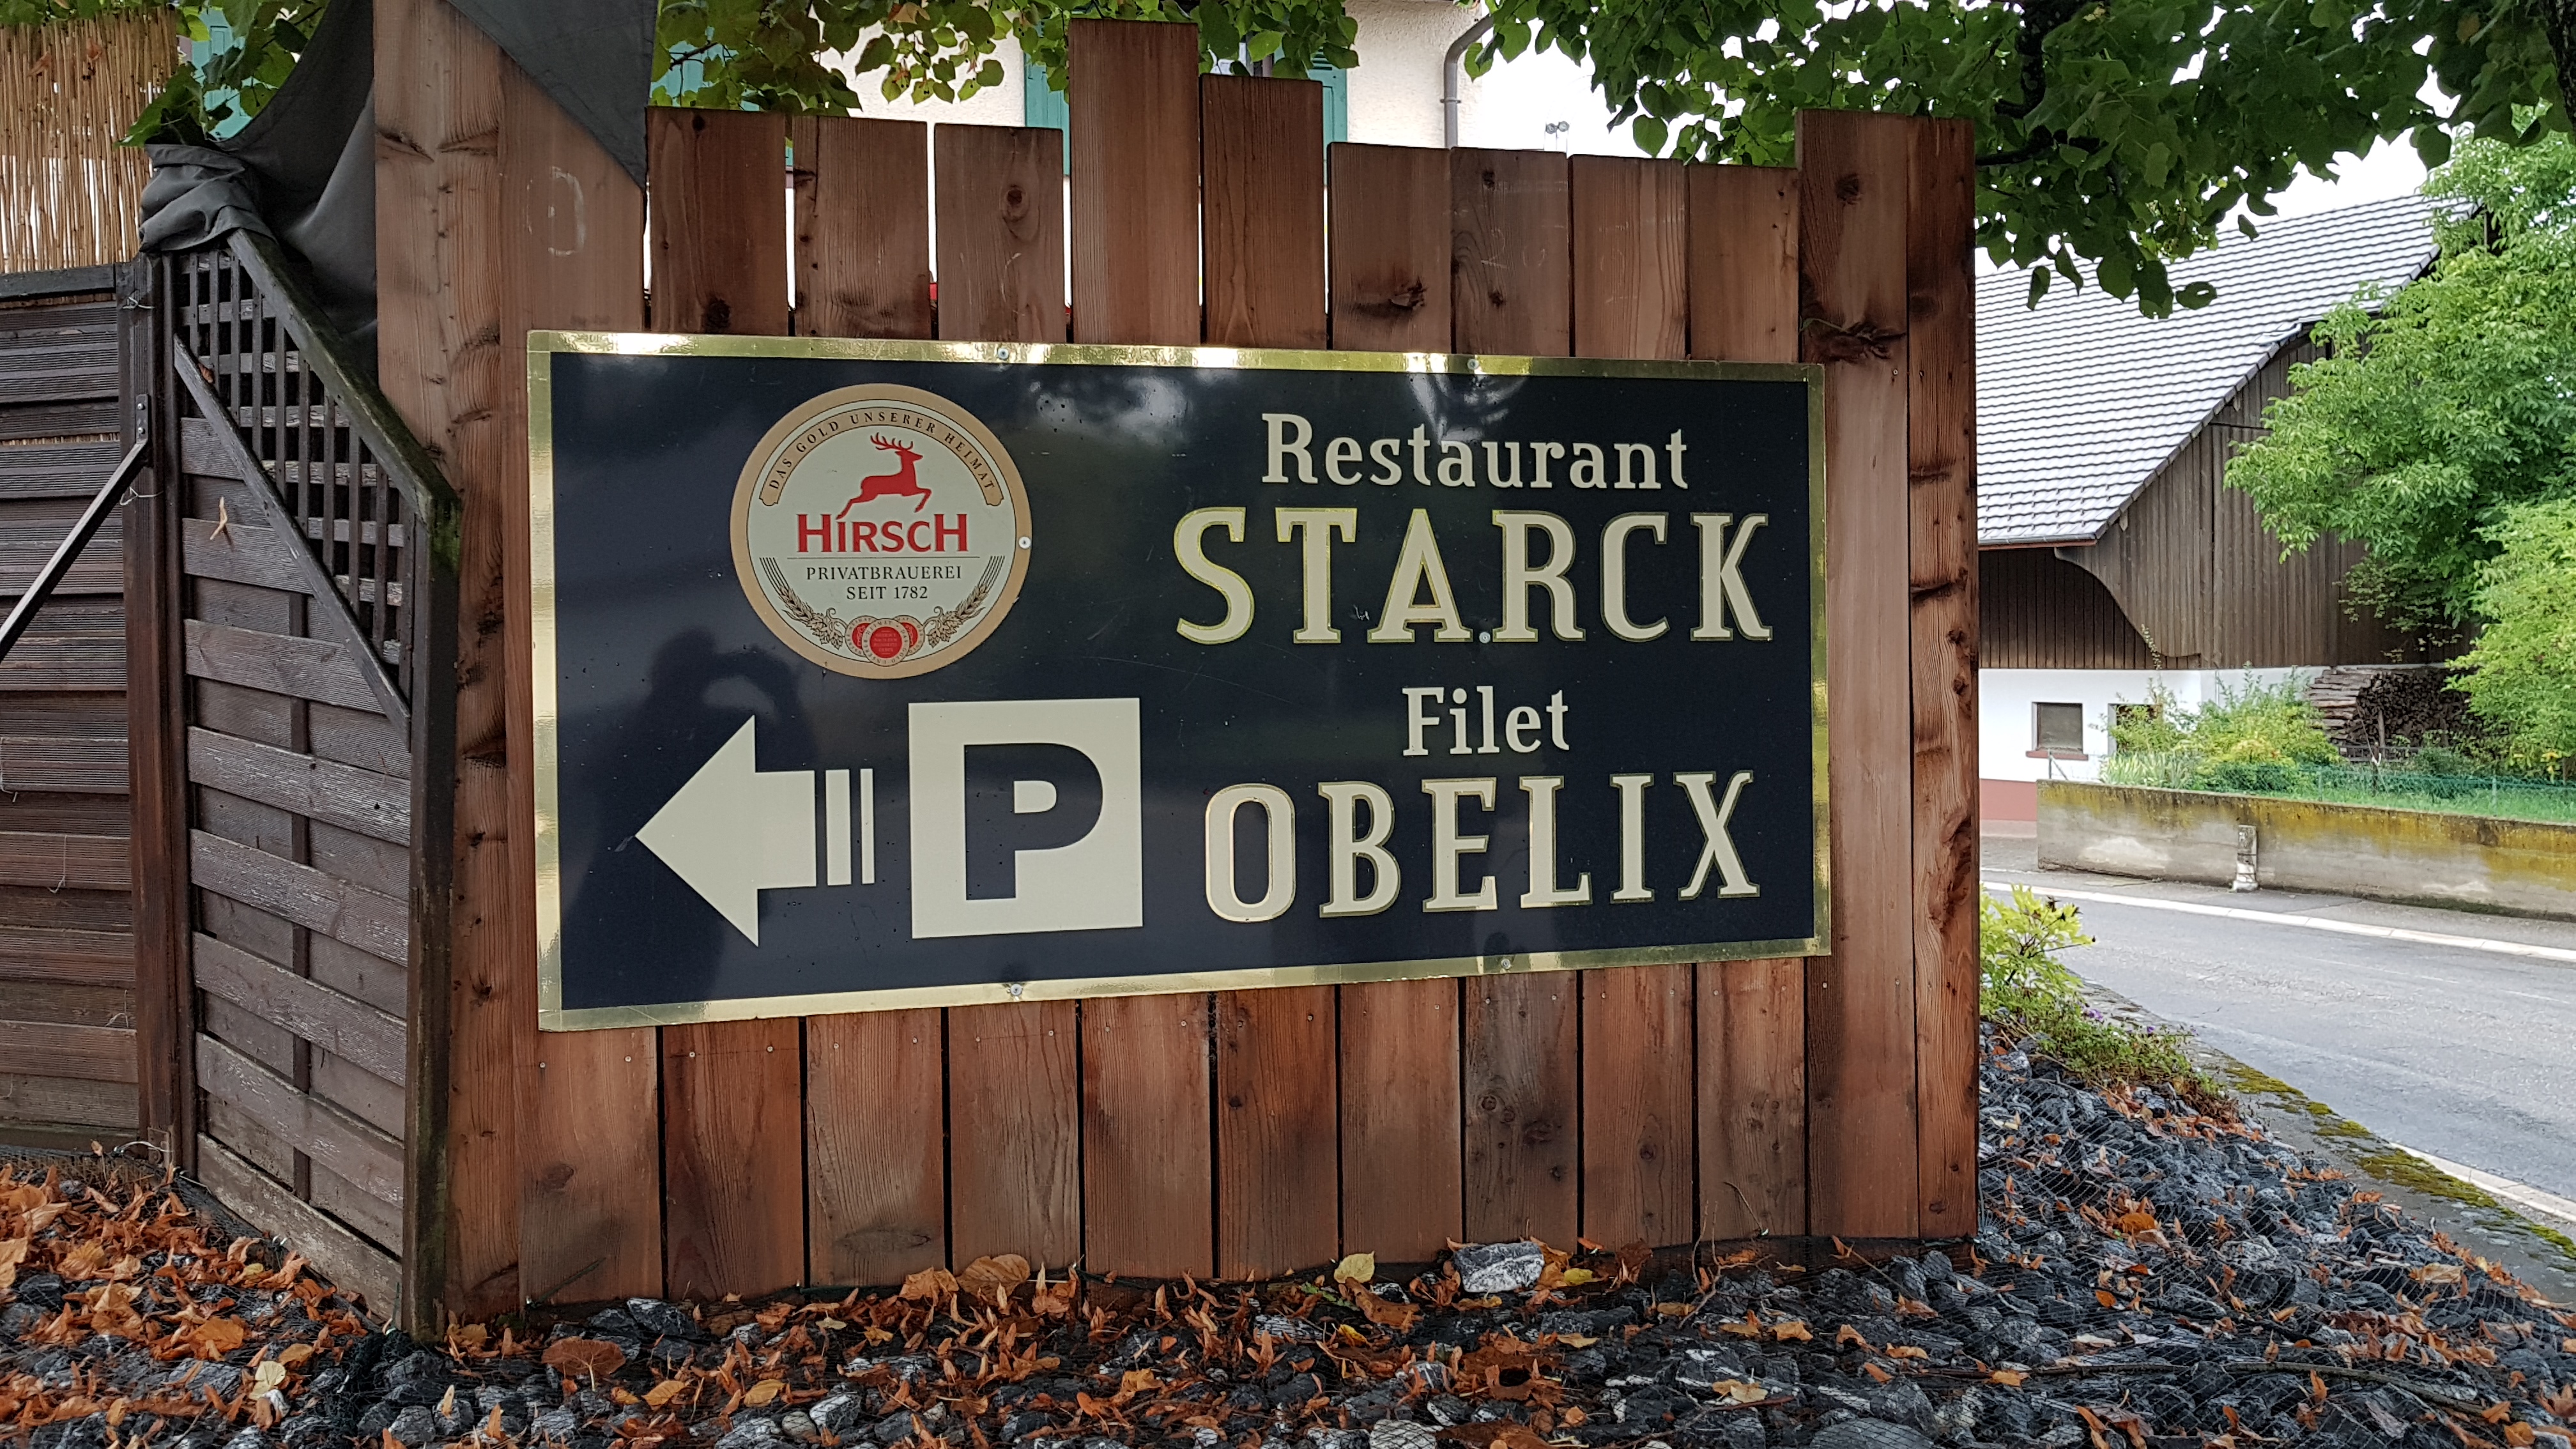 DAS GOLD UNSERER HEIMAT
HIRSCH
PRIVATBRAUEREI
SEIT 1782
Restaurant
STARCK
Filet
OBELIX
P